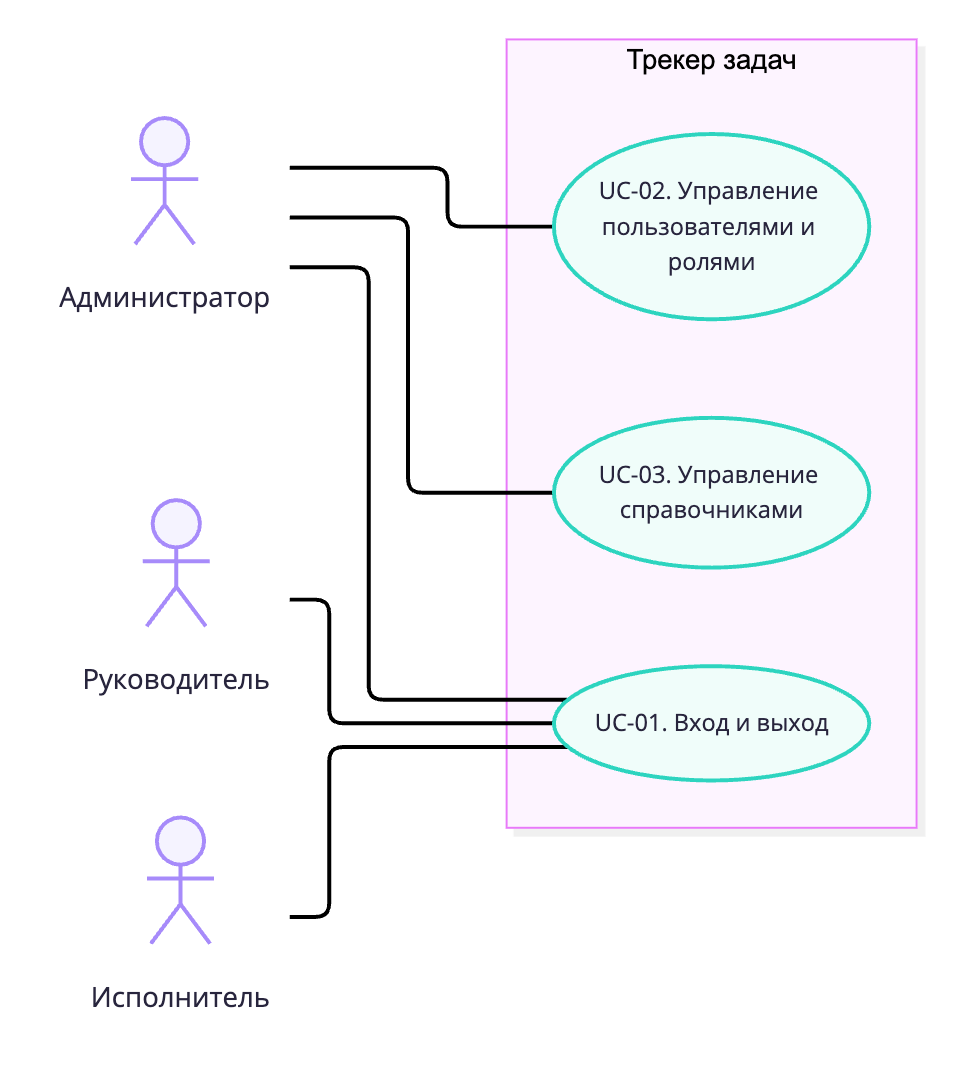 Трекер задач
Администратор
UC-02. Управление
пользователями и
ролями
UC-03. Управление
справочниками
Руководитель
UC-01. Вход и выход
Исполнитель